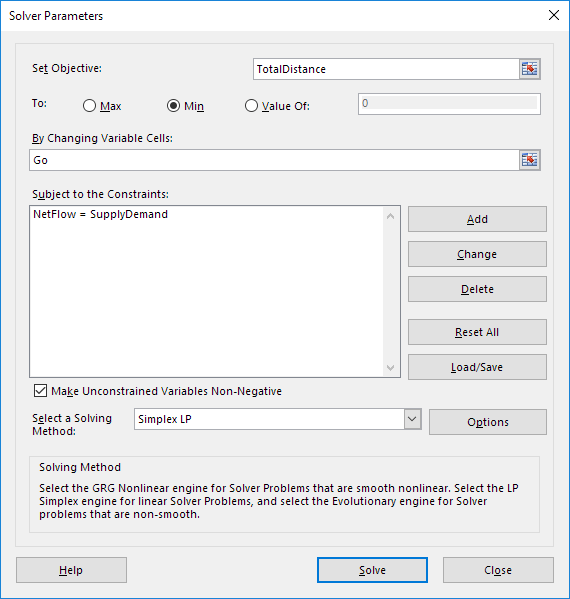 Solver Parameters
Set Objective: TotalDistance
To: Max Min Value Of: 0
By Changing Variable Cells:
Go
Subject to the Constraints:
NetFlow = SupplyDemand
Add
Change
Delete
Reset All
Load/Save
Make Unconstrained Variables Non-Negative
Select a Solving
Method:
Simplex LP
Options
Solving Method
Select the GRG Nonlinear engine for Solver Problems that are smooth nonlinear. Select the LP
Simplex engine for linear Solver Problems, and select the Evolutionary engine for Solver
problems that are non-smooth.
Help Solve Close